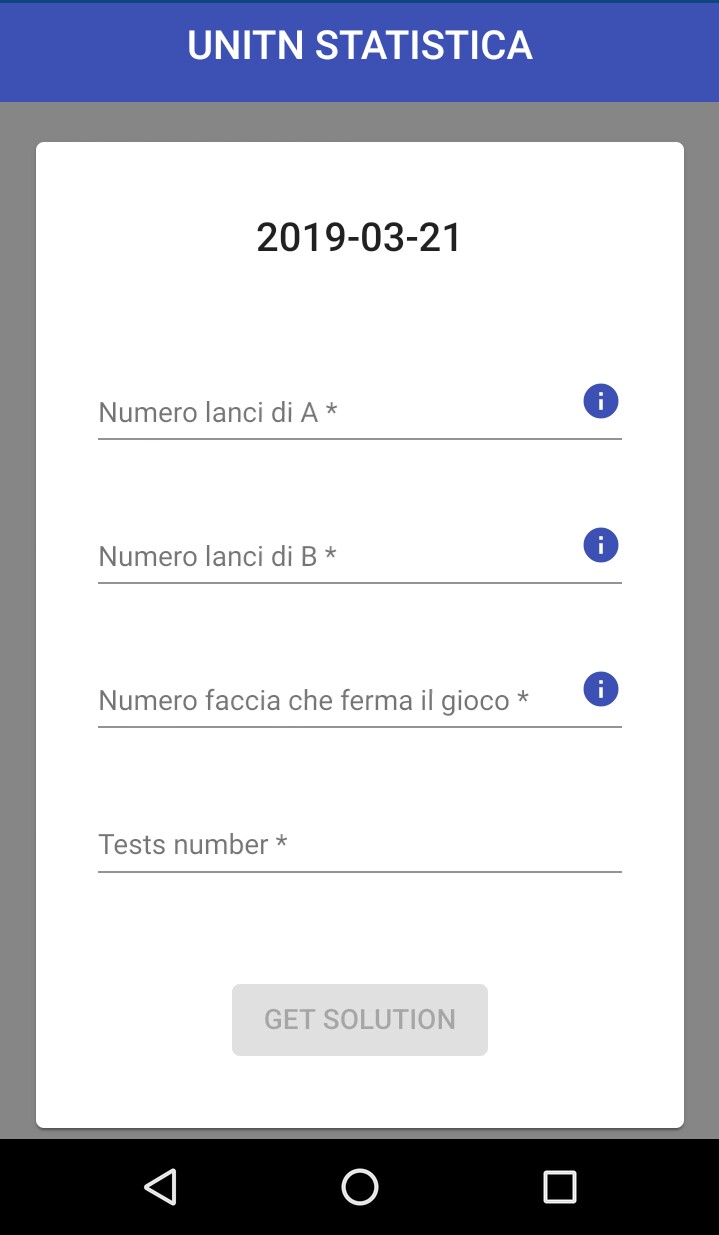 UNITN STATISTICA
2019-03-21
Numero lanci di A *
Numero lanci di B *
Numero faccia che ferma il gioco *
Tests number *
GET SOLUTION